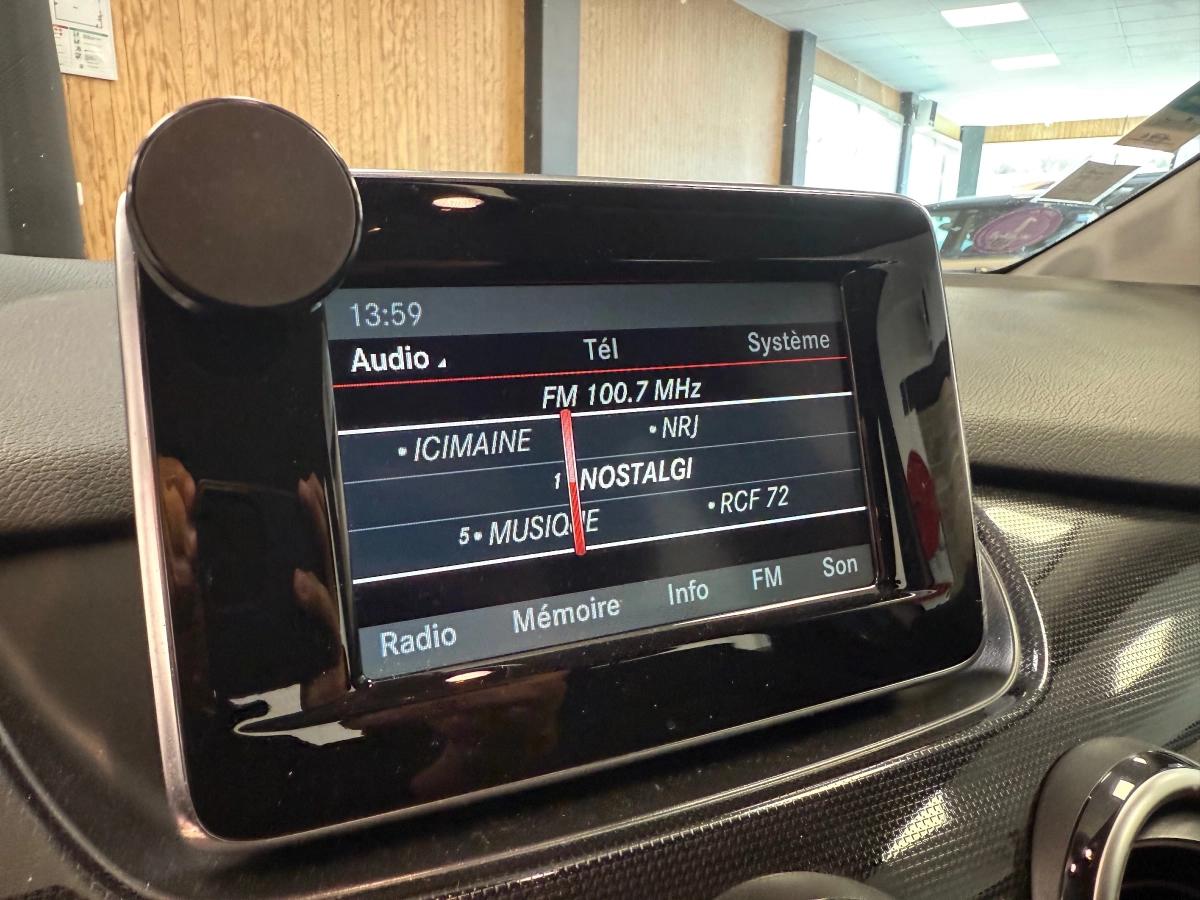 13:59
Audio Tél Système
FM 100.7 MHz
•ICIMAINE •NRJ
1 NOSTALGI
5• MUSIQUE •RCF 72
Radio Mémoire Info FM Son